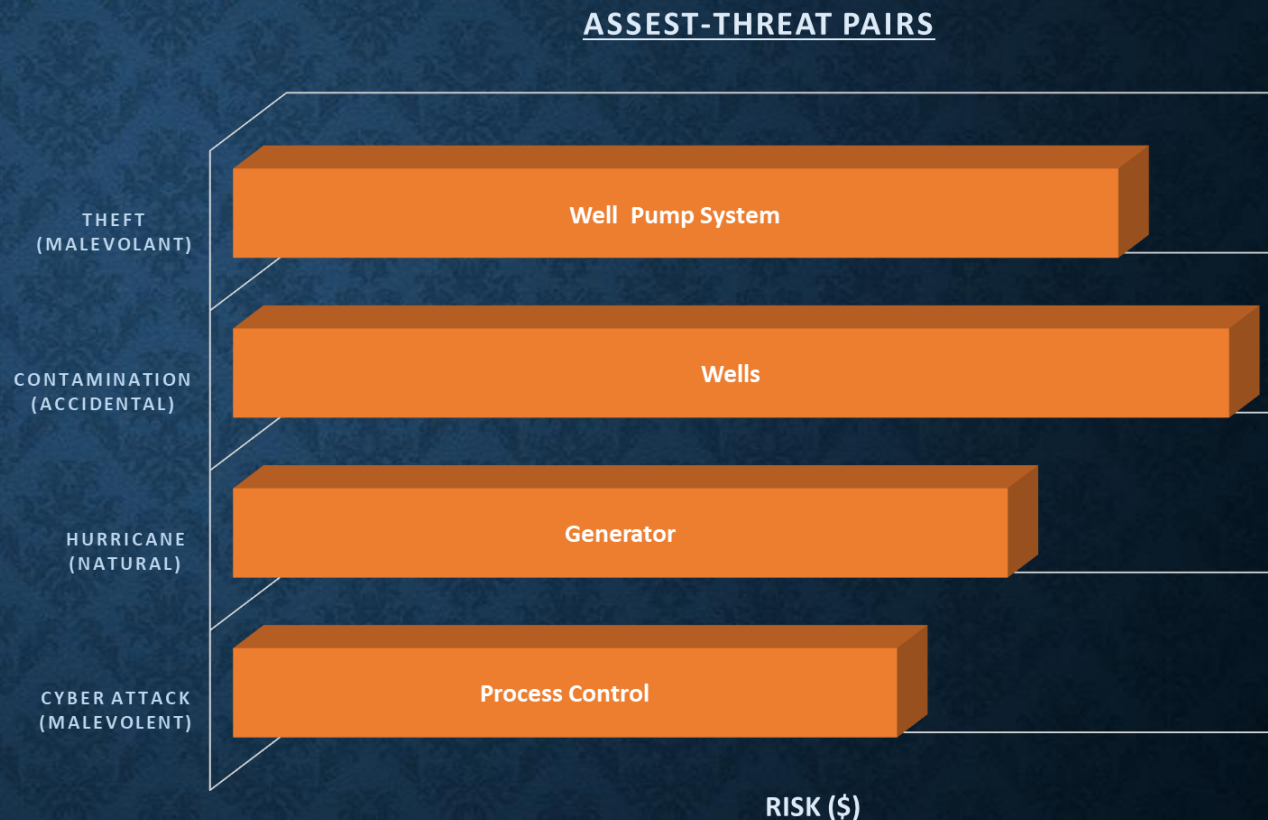 ASSEST-THREAT PAIRS
THEFT
(MALEVOLANT)
Well  Pump System
CONTAMINATION
(ACCIDENTAL)
Wells
HURRICANE
(NATURAL)
Generator
CYBER ATTACK
(MALEVOLENT)
Process Control
RISK ($)